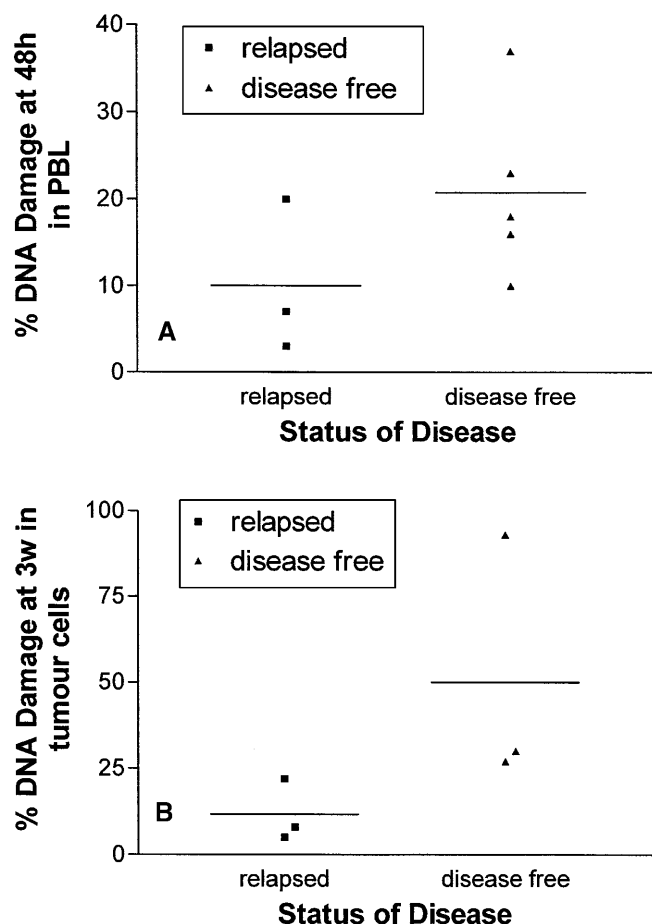 % DNA Damage at 48h
in PBL
40
30
20
10
0
relapsed
disease free
A
relapsed
disease free
Status of Disease
% DNA Damage at 3w in
tumour cells
100
75
50
25
0
relapsed
disease free
B
relapsed
disease free
Status of Disease